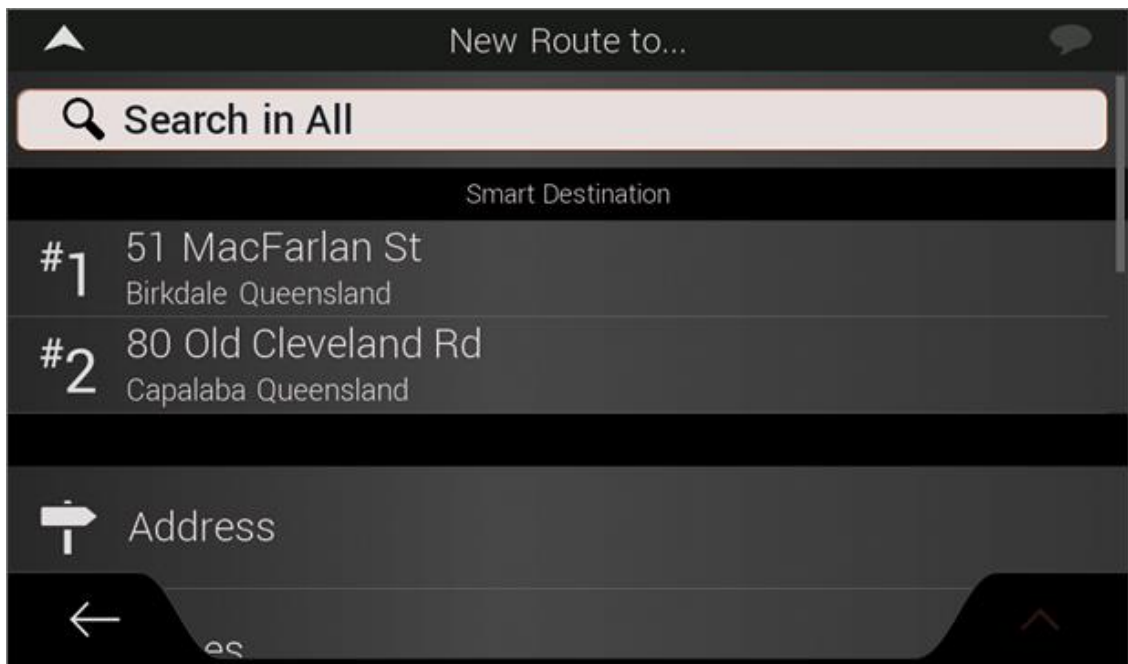 New Route to...
Search in All
Smart Destination
#1
51 MacFarlan St
Birkdale Queensland
#2
80 Old Cleveland Rd
Capalaba Queensland
Address